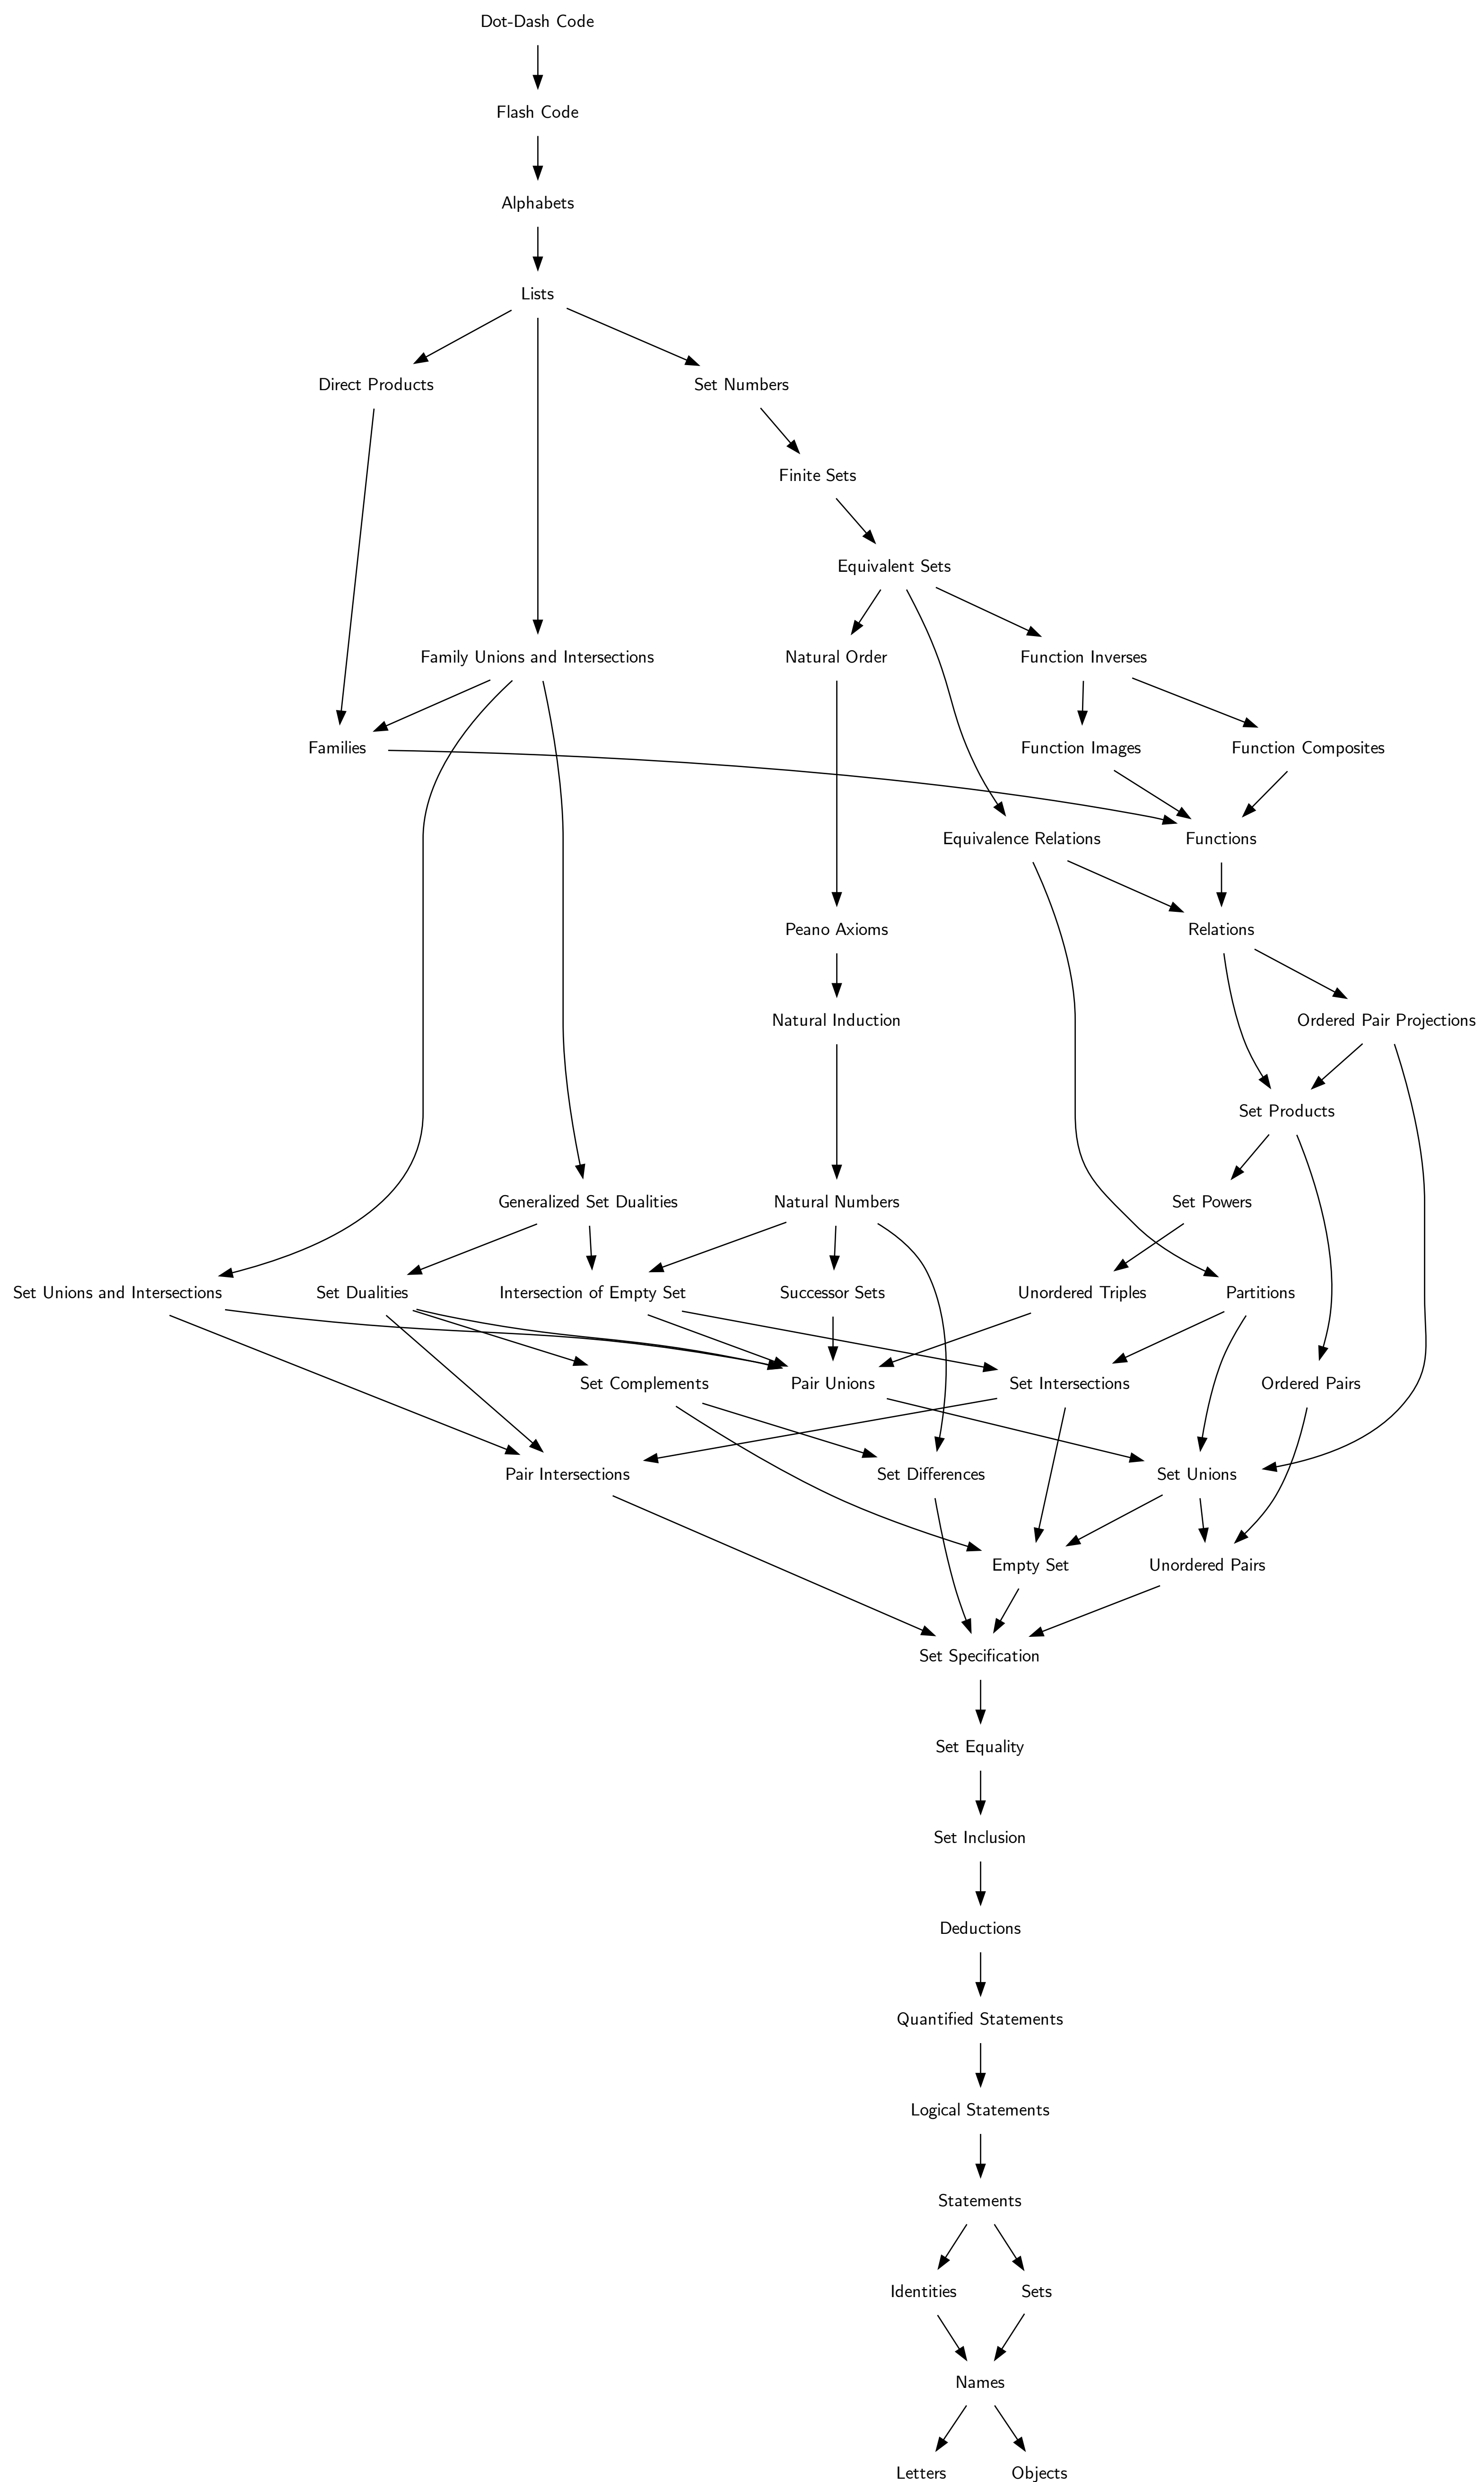 Dot-Dash Code
Flash Code
Alphabets
Lists
Direct Products
Set Numbers
Finite Sets
Equivalent Sets
Family Unions and Intersections
Natural Order
Function Inverses
Families
Function Images
Function Composites
Equivalence Relations
Functions
Peano Axioms
Relations
Natural Induction
Ordered Pair Projections
Set Products
Generalized Set Dualities
Natural Numbers
Set Powers
Set Unions and Intersections
Set Dualities
Intersection of Empty Set
Successor Sets
Unordered Triples
Partitions
Set Complements
Pair Unions
Set Intersections
Ordered Pairs
Pair Intersections
Set Differences
Set Unions
Empty Set
Unordered Pairs
Set Specification
Set Equality
Set Inclusion
Deductions
Quantified Statements
Logical Statements
Statements
Identities
Sets
Names
Letters
Objects